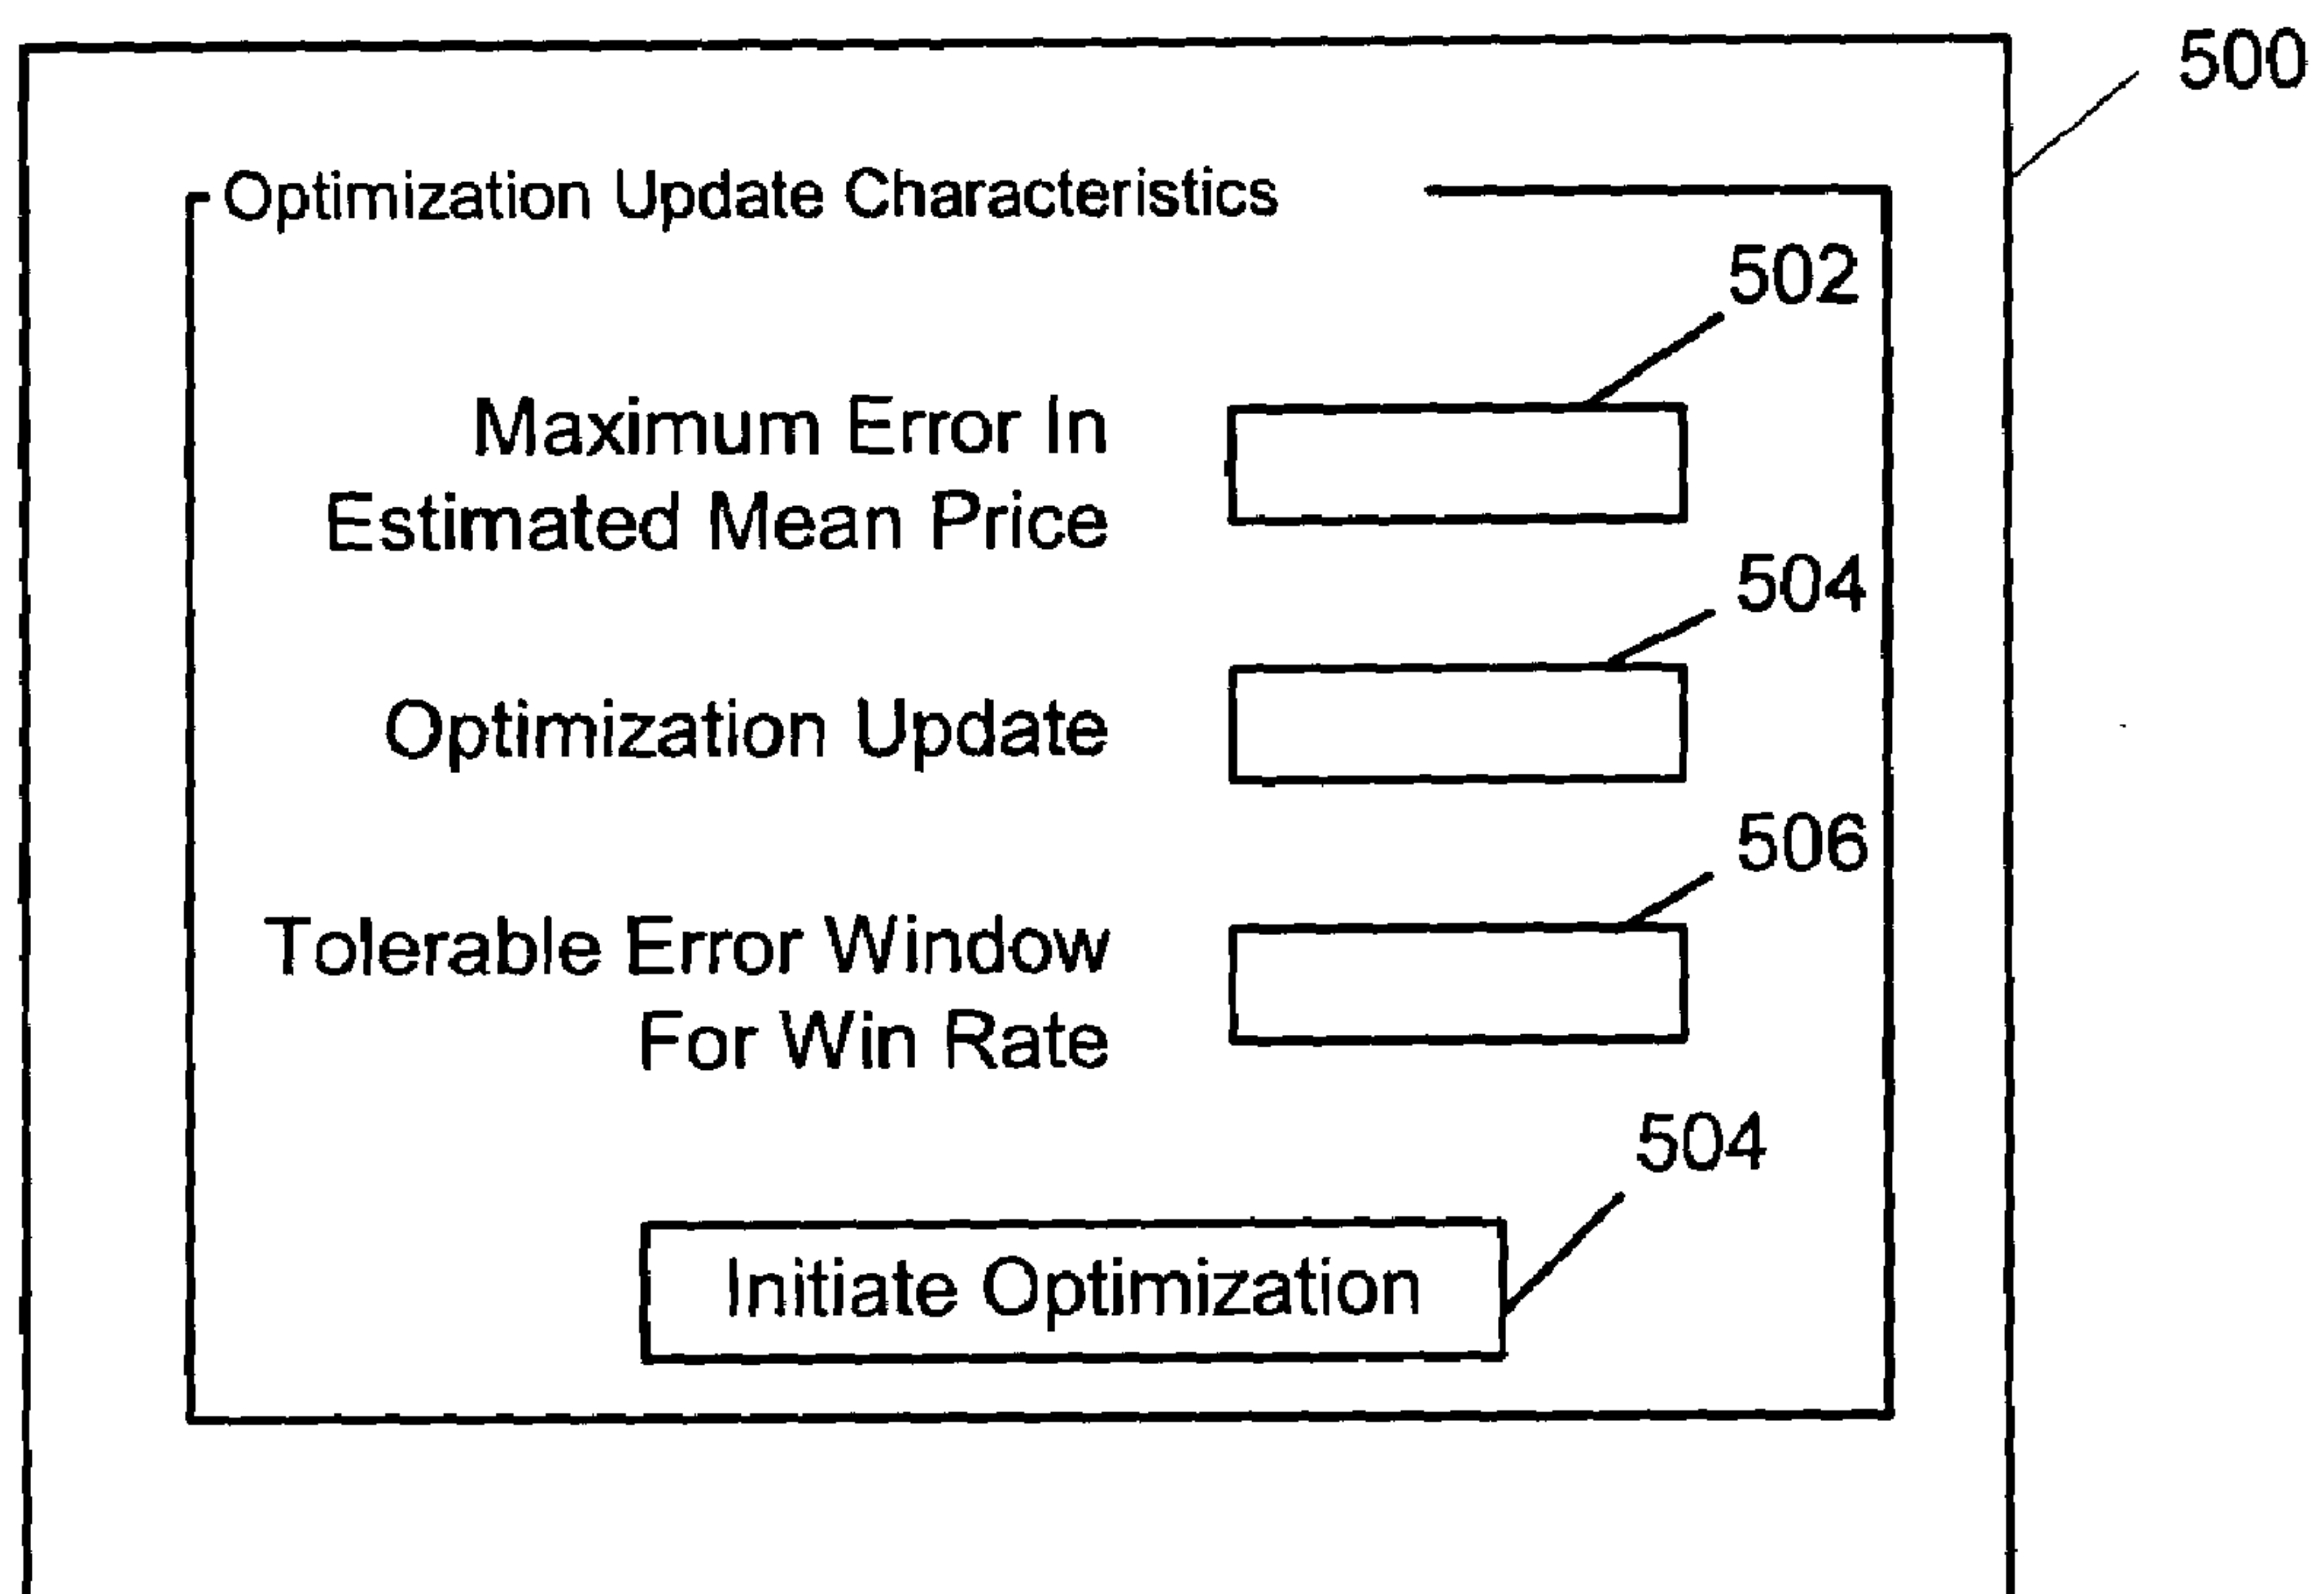 500
Optimization Update Characteristics
502
Maximum Error In
Estimated Mean Price
504
Optimization Update
506
Tolerable Error Window
For Win Rate
504
Initiate Optimization